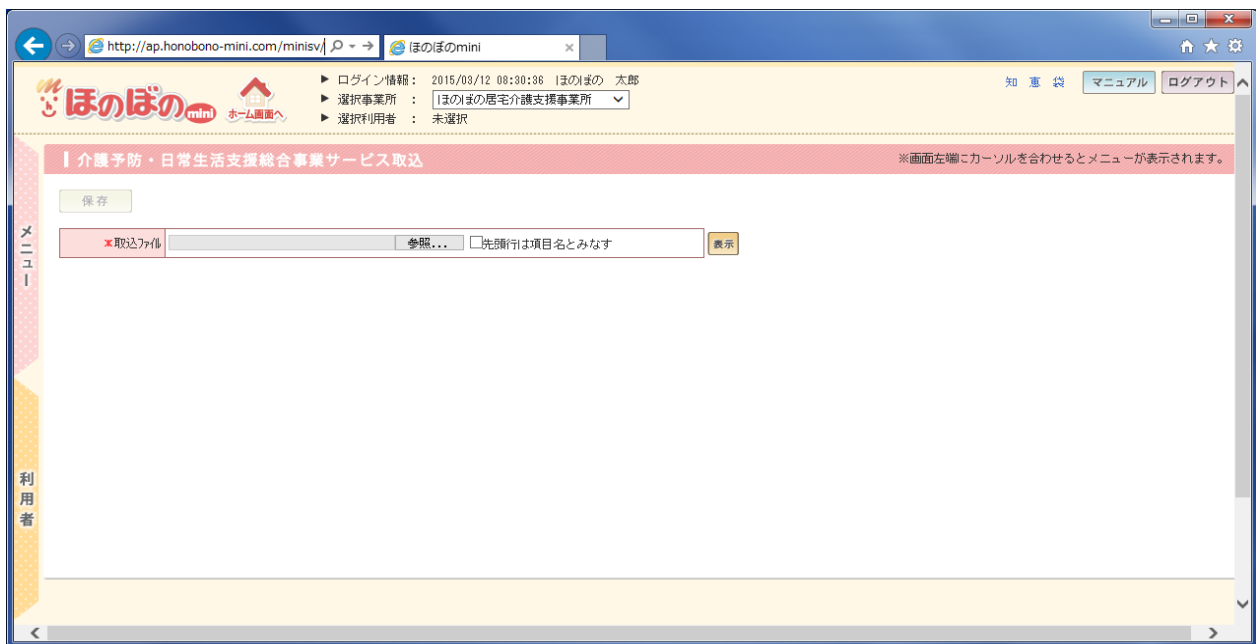 http://ap.honobono-mini.com/minisv/
ほのぼのmini
ほのぼの mini
ホーム画面へ
▶ ログイン情報： 2015/03/12 08:30:36 ほのぼの 太郎
▶ 選択事業所 ： ほのぼの居宅介護支援事業所
▶ 選択利用者 ： 未選択
知 恵 袋
マニュアル
ログアウト
介護予防・日常生活支援総合事業サービス取込
※画面左端にカーソルを合わせるとメニューが表示されます。
保存
※取込ファイル
参照...
先頭行は項目名とみなす
表示
メニュー
利用者